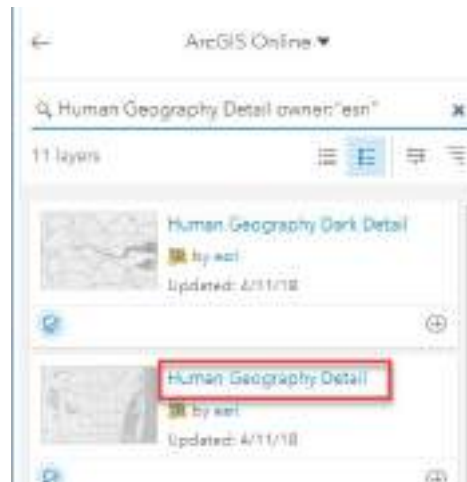 ArcGIS Online
Human Geography Detail owner:"esri"
11 layers
Human Geography Dark Detail
by esri
Updated: 4/11/18
Human Geography Detail
by esri
Updated: 4/11/18